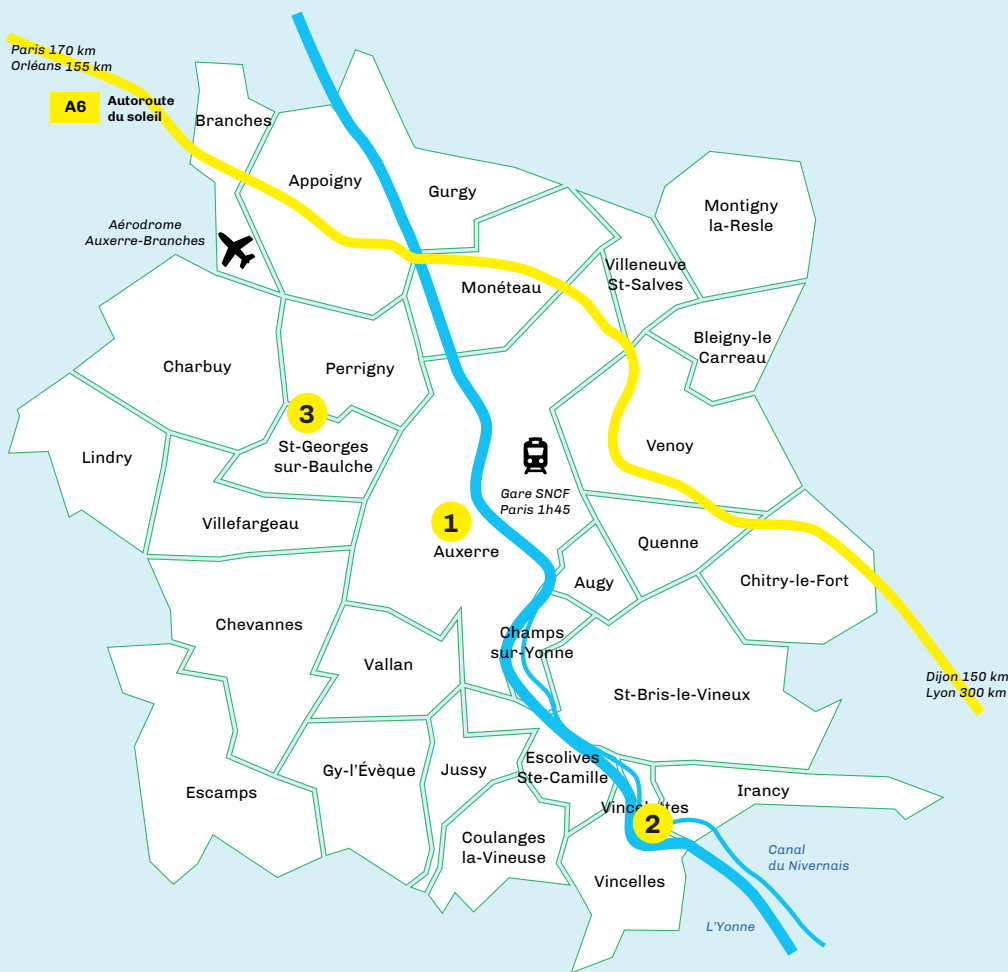 Paris 170 km
Orléans 155 km
A6
Autoroute
du soleil
Branches
Appoigny
Gurgy
Montigny
la-Resle
Aérodrome
Auxerre-Branches
Villeneuve
St-Salves
Monéteau
Bleigny-le
Carreau
Charbuy
Perrigny
3
St-Georges
sur-Baulche
Venoy
Lindry
Gare SNCF
Paris 1h45
Villefargeau
1
Auxerre
Quenne
Augy
Chitry-le-Fort
Chevannes
Champs
sur-Yonne
Vallan
St-Bris-le-Vineux
Dijon 150 km
Lyon 300 km
Gy-l'Évèque
Jussy
Escolives
Ste-Camille
Irancy
Escamps
Vincelottes
2
Coulanges
la-Vineuse
Canal
du Nivernais
Vincelles
L'Yonne